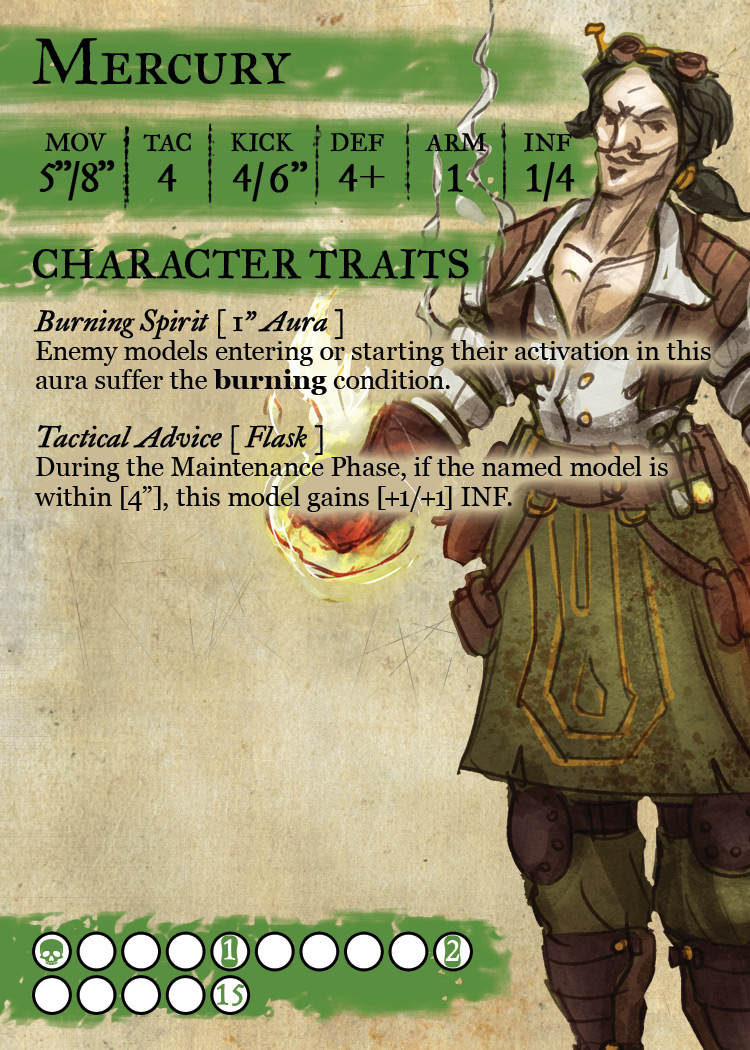 Mercury
MOV TAC KICK DEF ARM INF
5”/8” 4 4/6” 4+ 1 1/4
CHARACTER TRAITS
Burning Spirit [ 1” Aura ]
Enemy models entering or starting their activation in this
aura suffer the burning condition.
Tactical Advice [ Flask ]
During the Maintenance Phase, if the named model is
within [4”], this model gains [+1/+1] INF.
1 2
15